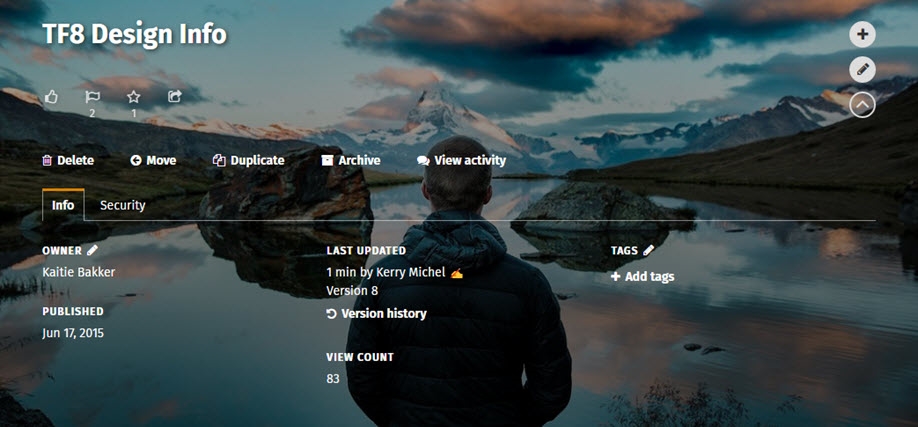 TF8 Design Info
2 1
Delete Move Duplicate Archive View activity
Info Security
OWNER
Kaitie Bakker
PUBLISHED
Jun 17, 2015
LAST UPDATED
1 min by Kerry Michel ✍
Version 8
Version history
VIEW COUNT
83
TAGS
+ Add tags